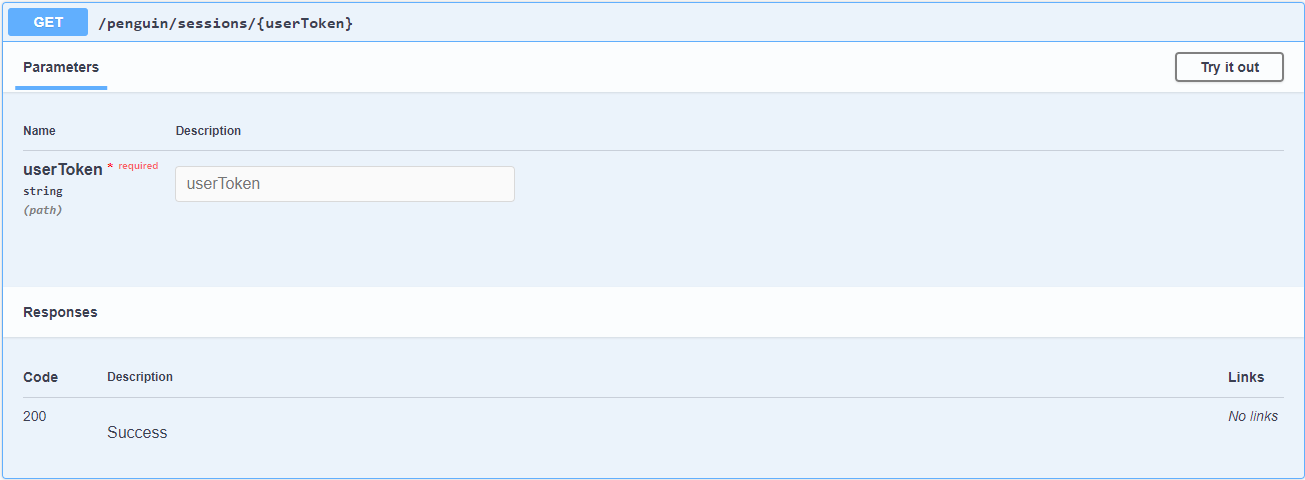 GET /penguin/sessions/{userToken}
Parameters Try it out
Name Description
userToken * required userToken
string
(path)
Responses
Code Description Links
200 No links
Success